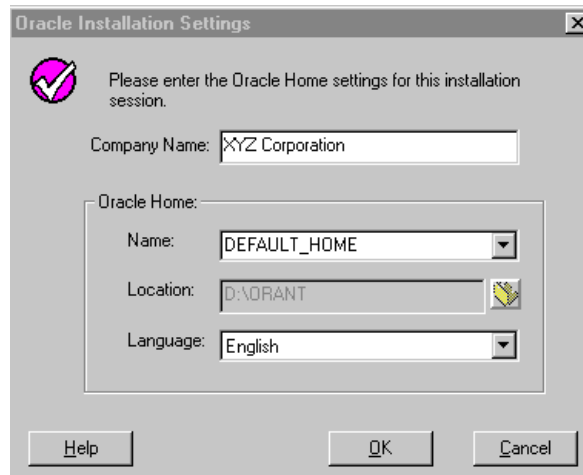 Oracle Installation Settings
Please enter the Oracle Home settings for this installation
session.
Company Name: XYZ Corporation
Oracle Home:
Name: DEFAULT_HOME
Location: D:\ORANT
Language: English
Help OK Cancel